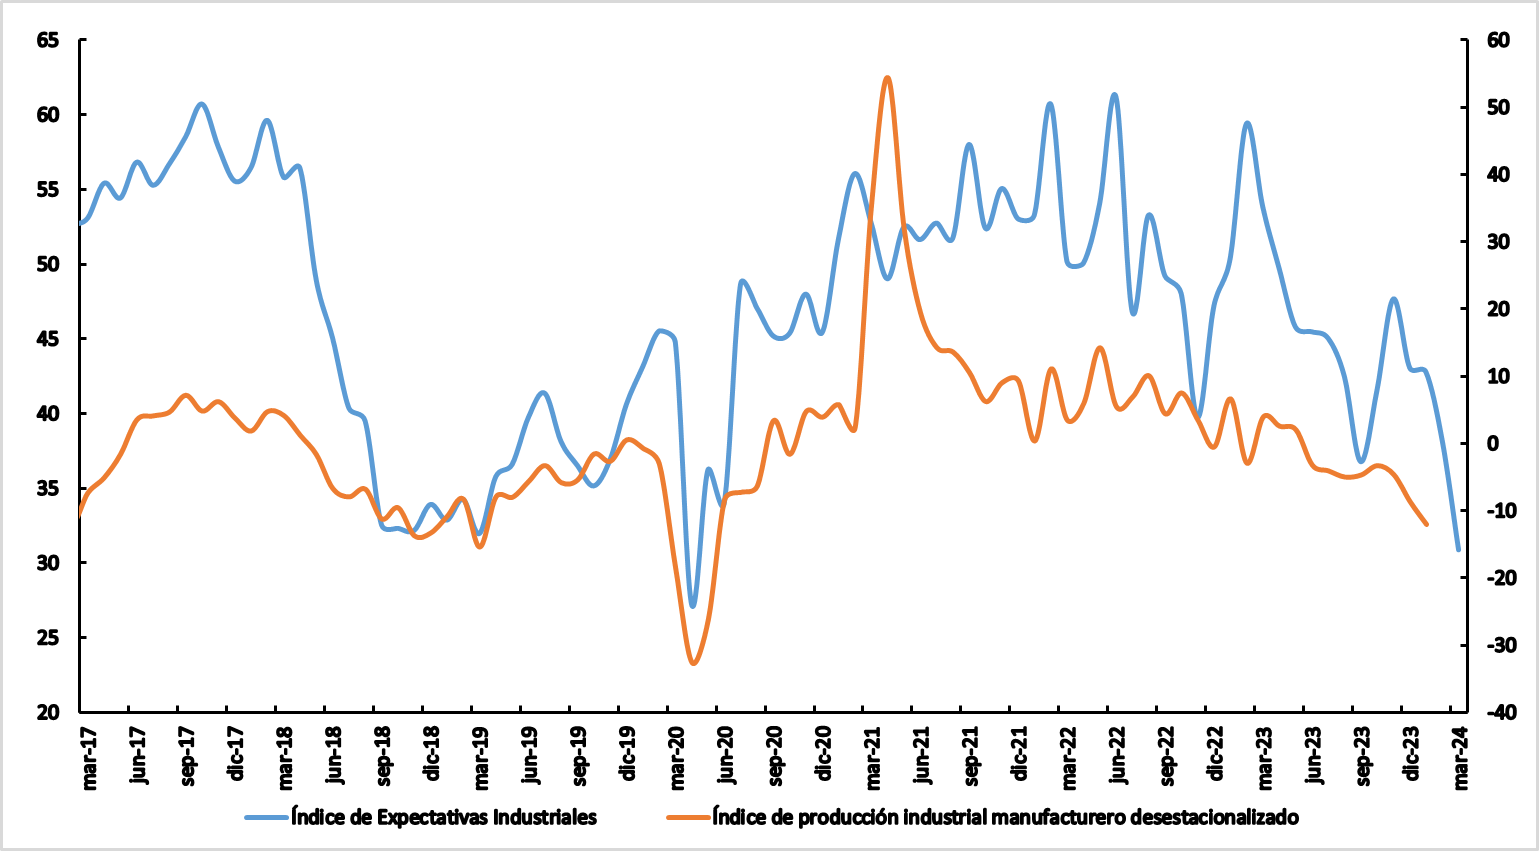 65
60
55
50
45
40
35
30
25
20
60
50
40
30
20
10
0
-10
-20
-30
-40
mar-17
jun-17
sep-17
dic-17
mar-18
jun-18
sep-18
dic-18
mar-19
jun-19
sep-19
dic-19
mar-20
jun-20
sep-20
dic-20
mar-21
jun-21
sep-21
dic-21
mar-22
jun-22
sep-22
dic-22
mar-23
jun-23
sep-23
dic-23
mar-24
Índice de Expectativas Industriales
Índice de producción industrial manufacturero desestacionalizado